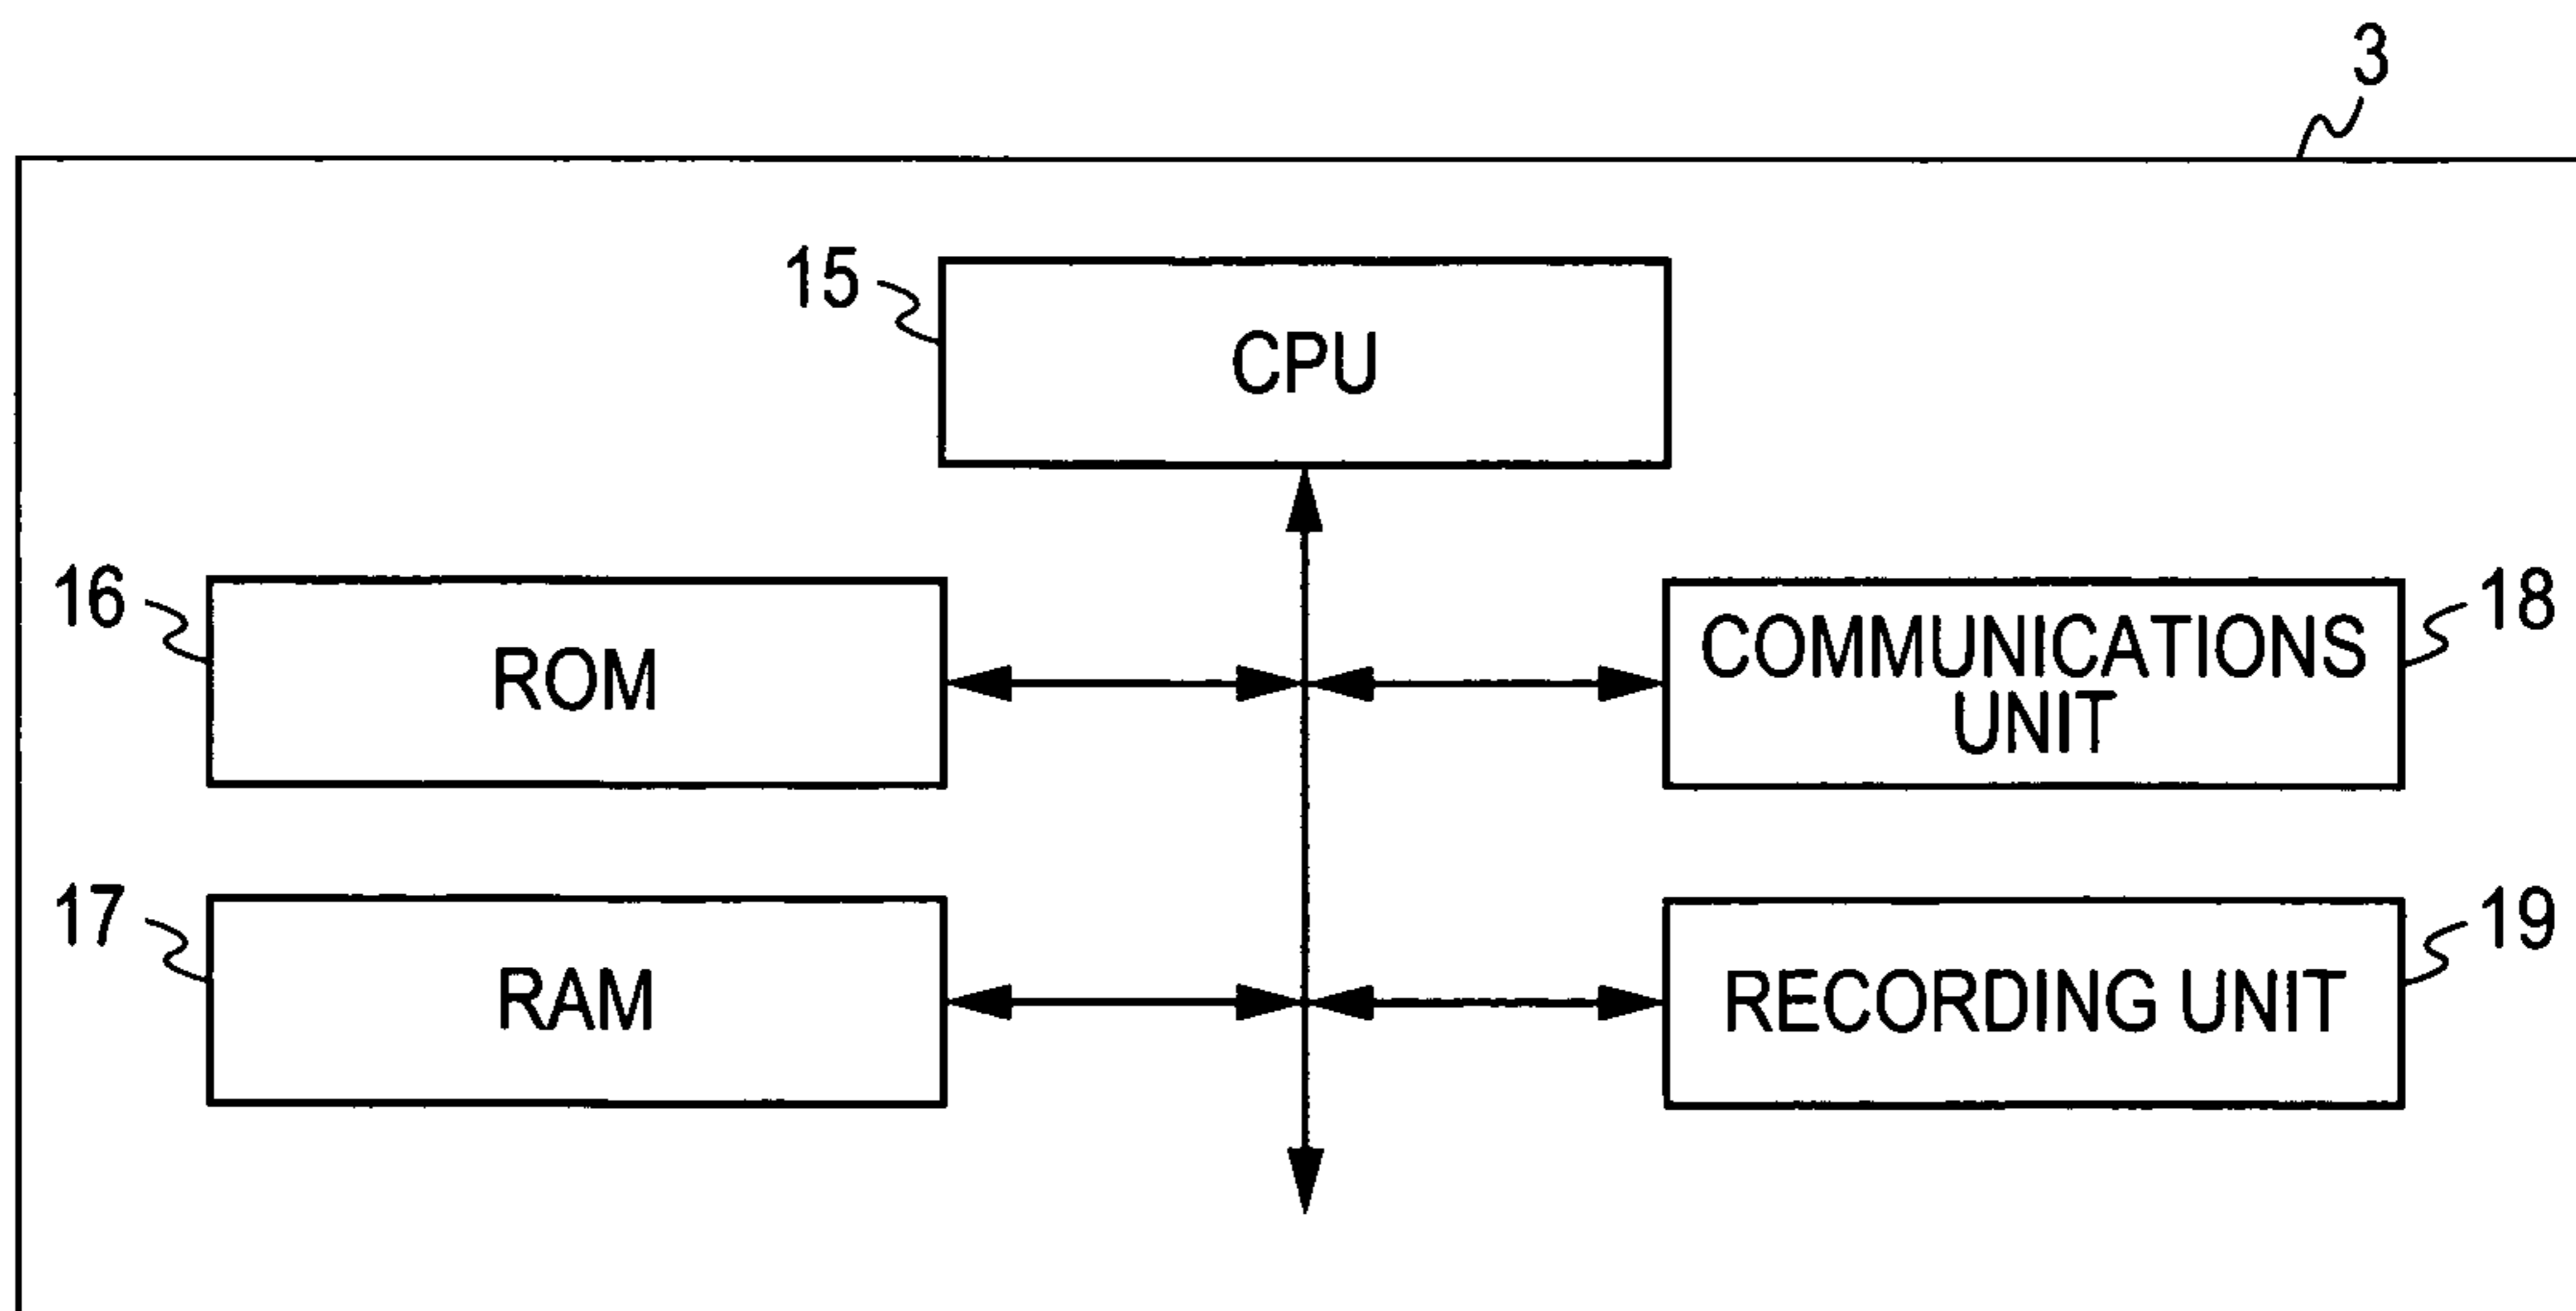 3
15
CPU
16
ROM
COMMUNICATIONS
UNIT
18
17
RAM
RECORDING UNIT
19